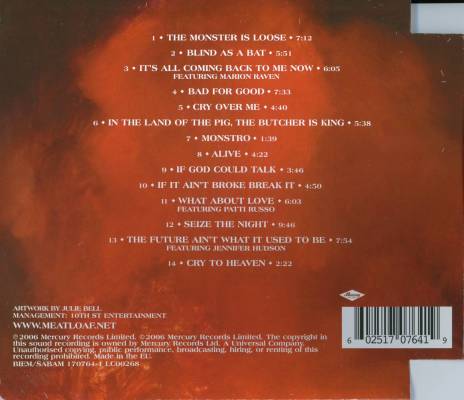 1 • THE MONSTER IS LOOSE • 7:12
2 • BLIND AS A BAT • 5:51
3 • IT'S ALL COMING BACK TO ME NOW • 6:05
FEATURING MARION RAVEN
4 • BAD FOR GOOD • 7:33
5 • CRY OVER ME • 4:40
6 • IN THE LAND OF THE PIG, THE BUTCHER IS KING • 5:38
7 • MONSTRO • 1:39
8 • ALIVE • 4:22
9 • IF GOD COULD TALK • 3:46
10 • IF IT AIN'T BROKE BREAK IT • 4:50
11 • WHAT ABOUT LOVE • 6:03
FEATURING PATTI RUSSO
12 • SEIZE THE NIGHT • 9:46
13 • THE FUTURE AIN'T WHAT IT USED TO BE • 7:54
FEATURING JENNIFER HUDSON
14 • CRY TO HEAVEN • 2:22
ARTWORK BY JULIE BELL
MANAGEMENT: 10TH ST ENTERTAINMENT
WWW.MEATLOAF.NET
℗2006 Mercury Records Limited. ©2006 Mercury Records Limited. The copyright in
this sound recording is owned by Mercury Records Ltd. A Universal Company.
Unauthorised copying, public performance, broadcasting, hiring, or renting of this
recording prohibited. Made in the EU.
BIEM/SABAM 170764-1 LC00268
6 02517 07641 9